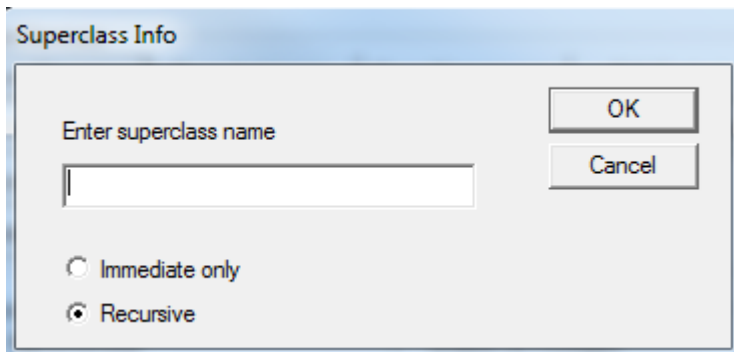 Superclass Info
OK
Enter superclass name
Cancel
Immediate only
Recursive